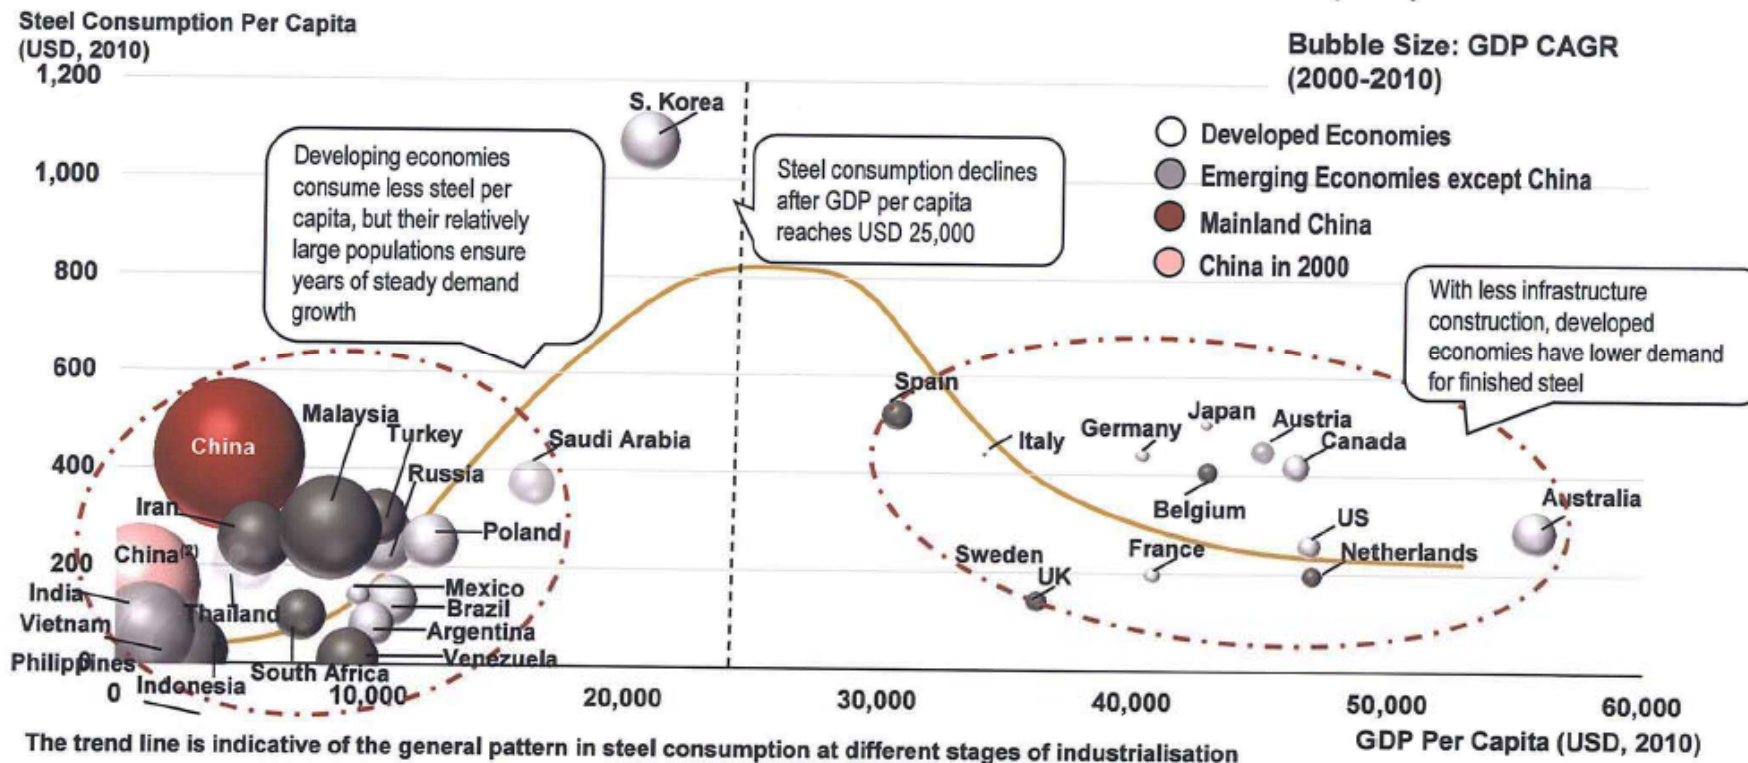 Steel Consumption Per Capita
(USD, 2010)
Bubble Size: GDP CAGR
(2000-2010)
Developed Economies
Emerging Economies except China
Mainland China
China in 2000
1,200
1,000
800
600
400
200
0
Developing economies
consume less steel per
capita, but their relatively
large populations ensure
years of steady demand
growth
Steel consumption declines
after GDP per capita
reaches USD 25,000
With less infrastructure
construction, developed
economies have lower demand
for finished steel
S. Korea
China
Malaysia
Turkey
Saudi Arabia
Russia
Iran
Poland
China(2)
India
Thailand
Mexico
Brazil
Vietnam
Argentina
Venezuela
Philippines
South Africa
Indonesia
Spain
Italy
Germany
Japan
Austria
Canada
Belgium
Australia
US
Sweden
France
Netherlands
UK
0
10,000
20,000
30,000
40,000
50,000
60,000
GDP Per Capita (USD, 2010)
The trend line is indicative of the general pattern in steel consumption at different stages of industrialisation